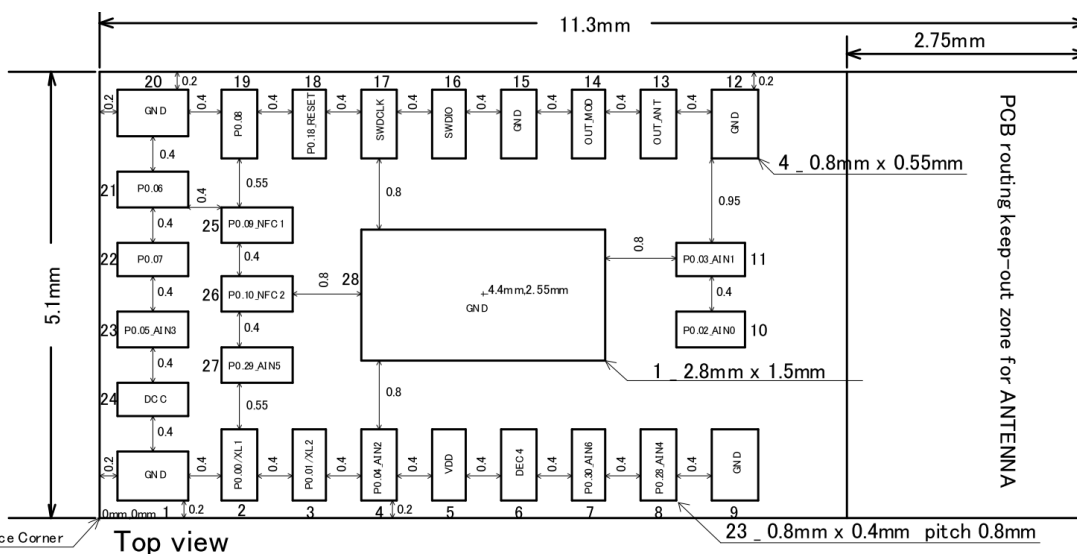 11.3mm
2.75mm
20 19 18 17 16 15 14 13 12
0.2 0.2
0.2 0.4 0.4 0.4 0.4 0.4 0.4 0.4 0.4
GND P0.08 P0.18_RESET SWDCLK SWDIO GND OUT_MOD OUT_ANT GND
4 _ 0.8mm x 0.55mm
0.4 0.55 0.8 0.95
21 P0.06 0.4
25 P0.09_NFC1
0.4 0.4 0.8
22 P0.07
P0.03_AIN1 11
28
26 P0.10_NFC2 0.8
4.4mm,2.55mm
GND
0.4 0.4 0.4
23 P0.05_AIN3
P0.02_AIN0 10
27 P0.29_AIN5
1 _ 2.8mm x 1.5mm
0.4 0.55 0.8
24 DCC
0.4
0.2 0.4 0.4 0.4 0.4 0.4 0.4 0.4 0.4
GND P0.00/XL1 P0.01/XL2 P0.04_AIN2 VDD DEC4 P0.30_AIN6 P0.28_AIN4 GND
0mm,0mm 1 0.2 2 3 4 0.2 5 6 7 8 9
23 _ 0.8mm x 0.4mm pitch 0.8mm
5.1mm
PCB routing keep-out zone for ANTENNA
Corner
Top view